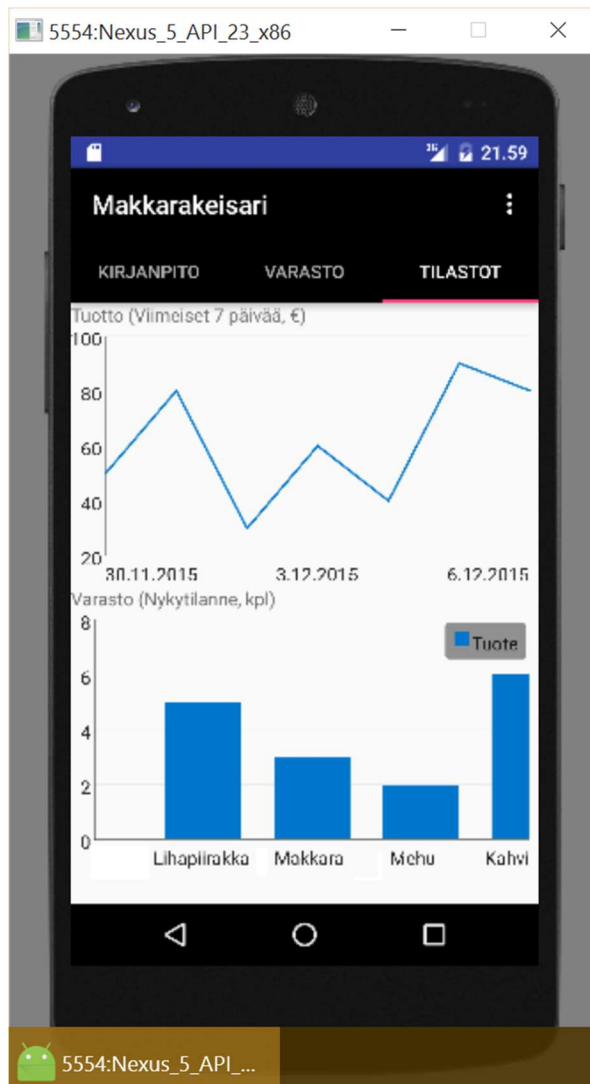 5554:Nexus_5_API_23_x86
3G 21.59
Makkarakeisari
KIRJANPITO VARASTO TILASTOT
Tuotto (Viimeiset 7 päivää, €)
100
80
60
40
20
30.11.2015 3.12.2015 6.12.2015
Varasto (Nykytilanne, kpl)
8
Tuote
6
4
2
0
Lihapiirakka Makkara Mehu Kahvi
5554:Nexus_5_API_...